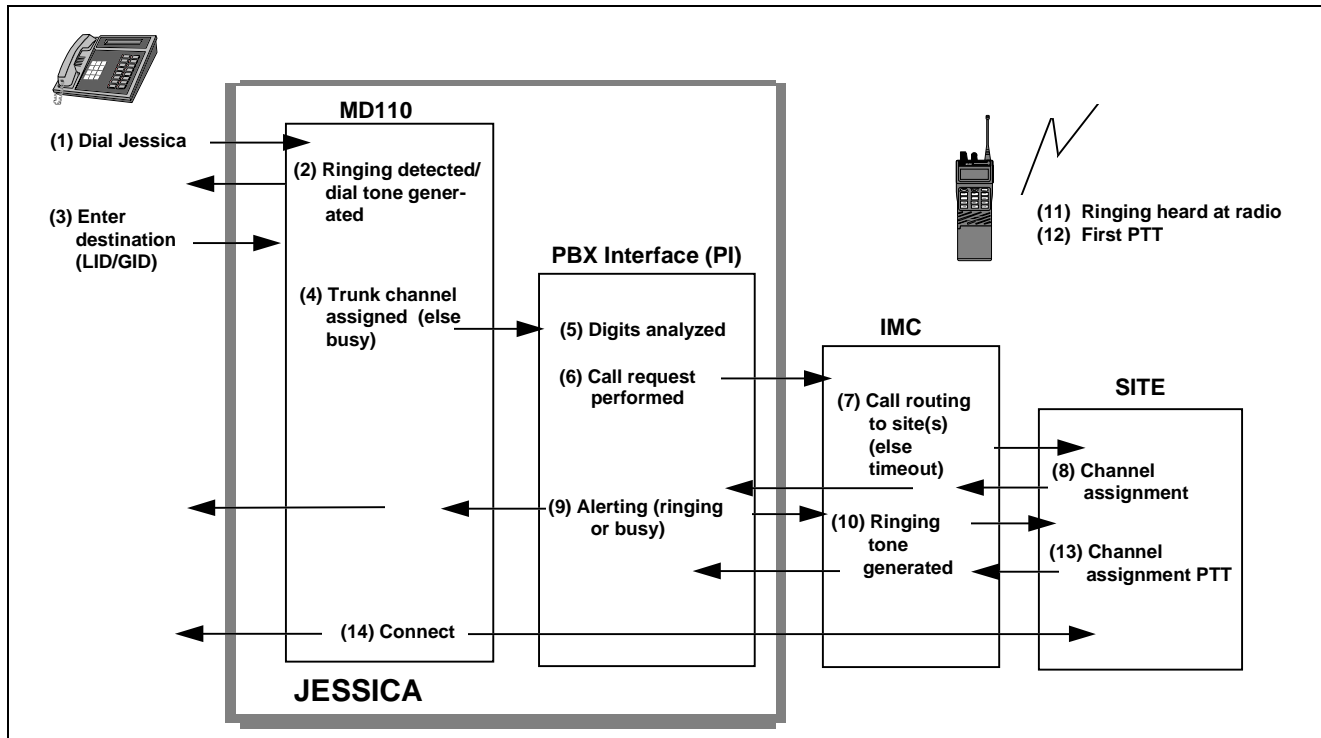 MD110
(1) Dial Jessica
(2) Ringing detected/
dial tone gener-
ated
(3) Enter
destination
(LID/GID)
(11) Ringing heard at radio
(12) First PTT
PBX Interface (PI)
(4) Trunk channel
assigned (else
busy)
(5) Digits analyzed
(6) Call request
performed
IMC
(7) Call routing
to site(s)
(else
timeout)
SITE
(8) Channel
assignment
(9) Alerting (ringing
or busy)
(10) Ringing
tone
generated
(13) Channel
assignment PTT
(14) Connect
JESSICA